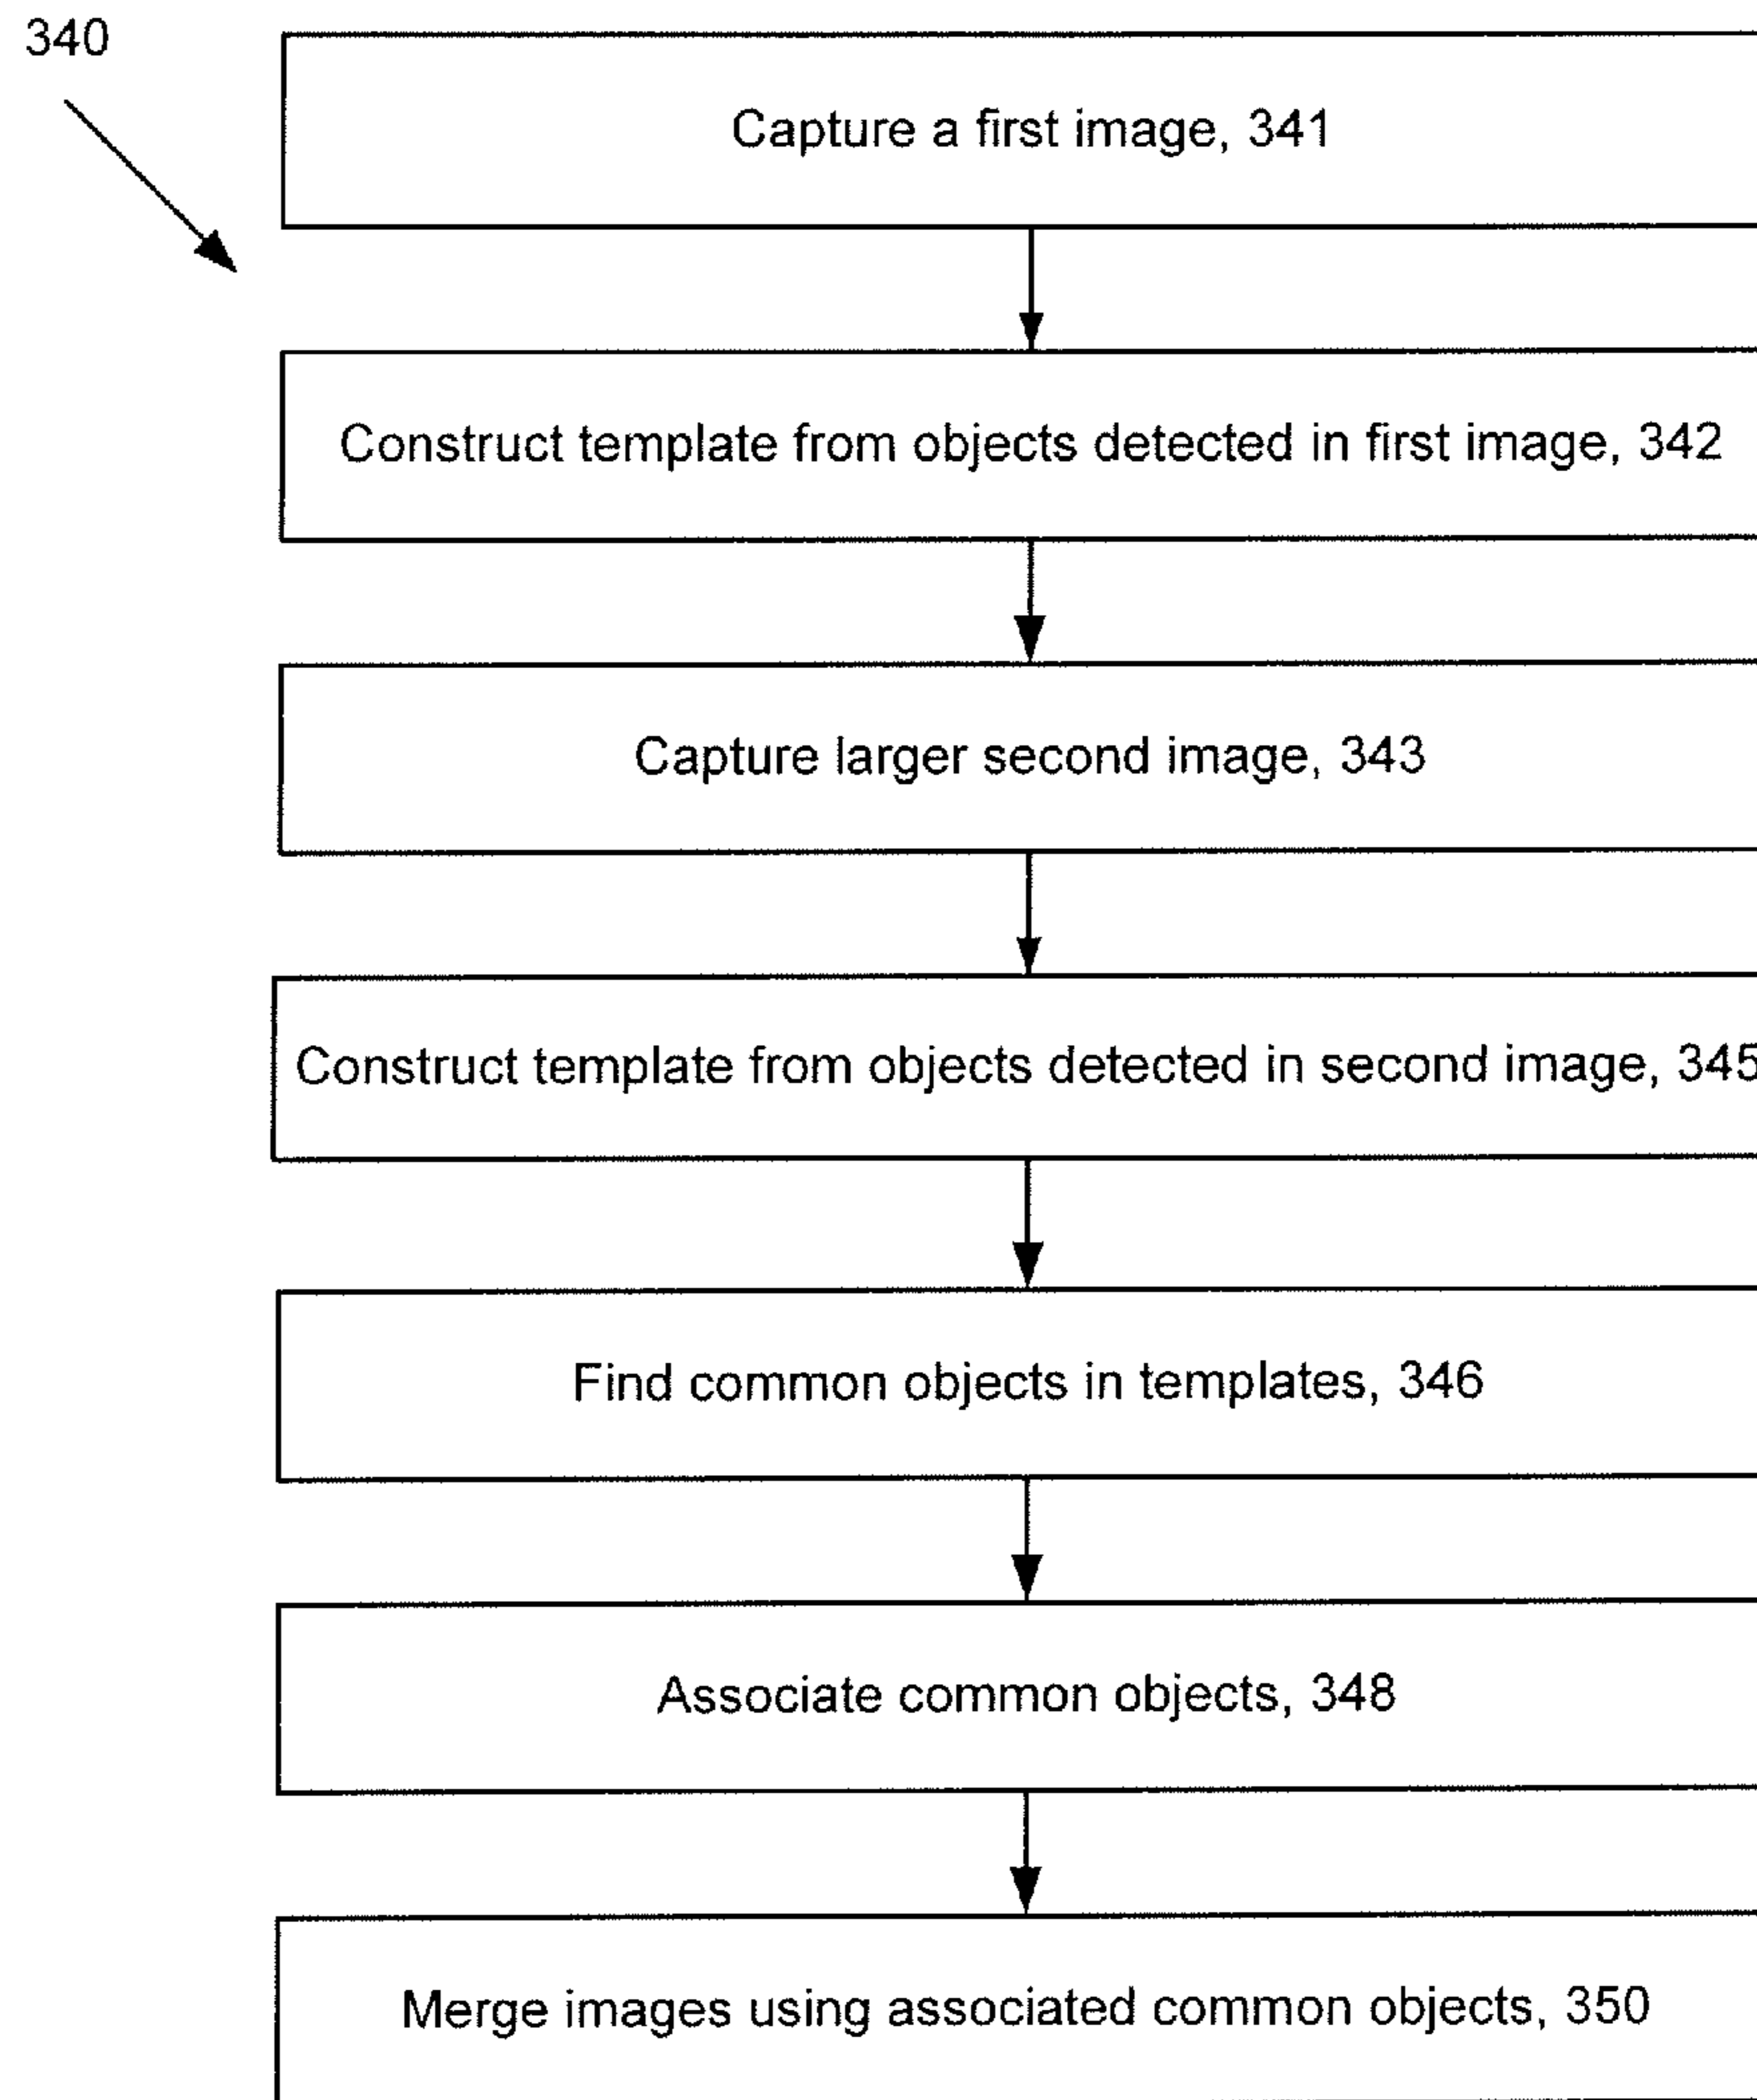 340
Capture a first image, 341
Construct template from objects detected in first image, 342
Capture larger second image, 343
Construct template from objects detected in second image, 345
Find common objects in templates, 346
Associate common objects, 348
Merge images using associated common objects, 350